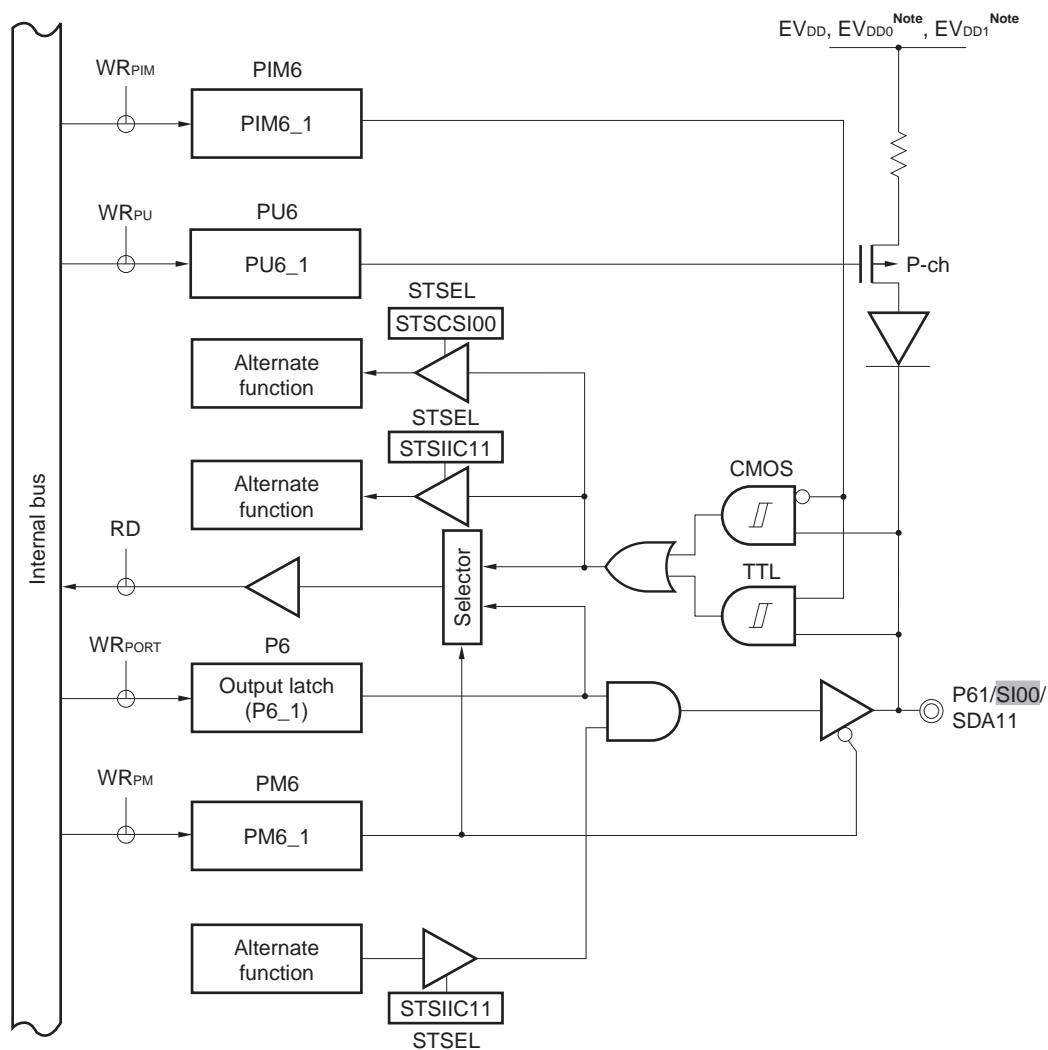 EVDD, EVDD0Note, EVDD1Note
WRPIM
PIM6
PIM6_1
WRPU
PU6
PU6_1
P-ch
STSEL
STSCSI00
Alternate
function
STSEL
STSIIC11
Alternate
function
CMOS
Internal bus
RD
Selector
TTL
WRPORT
P6
Output latch
(P6_1)
P61/SI00/
SDA11
WRPM
PM6
PM6_1
Alternate
function
STSIIC11
STSEL